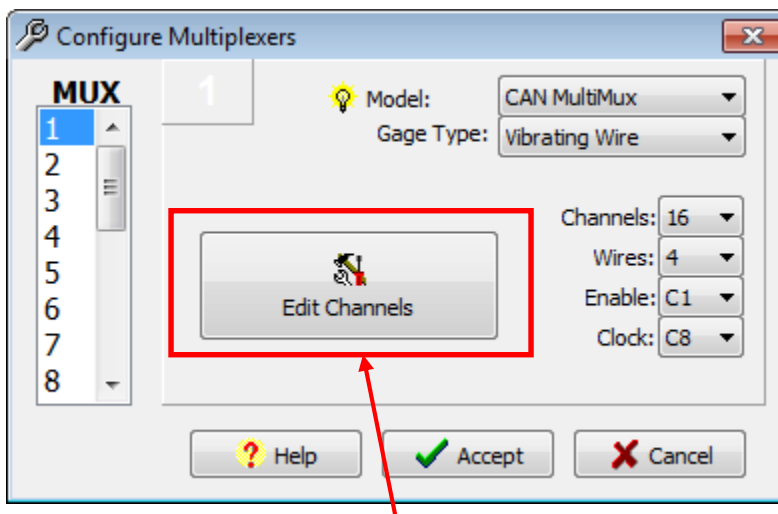 Configure Multiplexers
MUX
1
2
3
4
5
6
7
8
1
Model: CAN MultiMux
Gage Type: Vibrating Wire
Edit Channels
Channels: 16
Wires: 4
Enable: C1
Clock: C8
? Help
Accept
Cancel